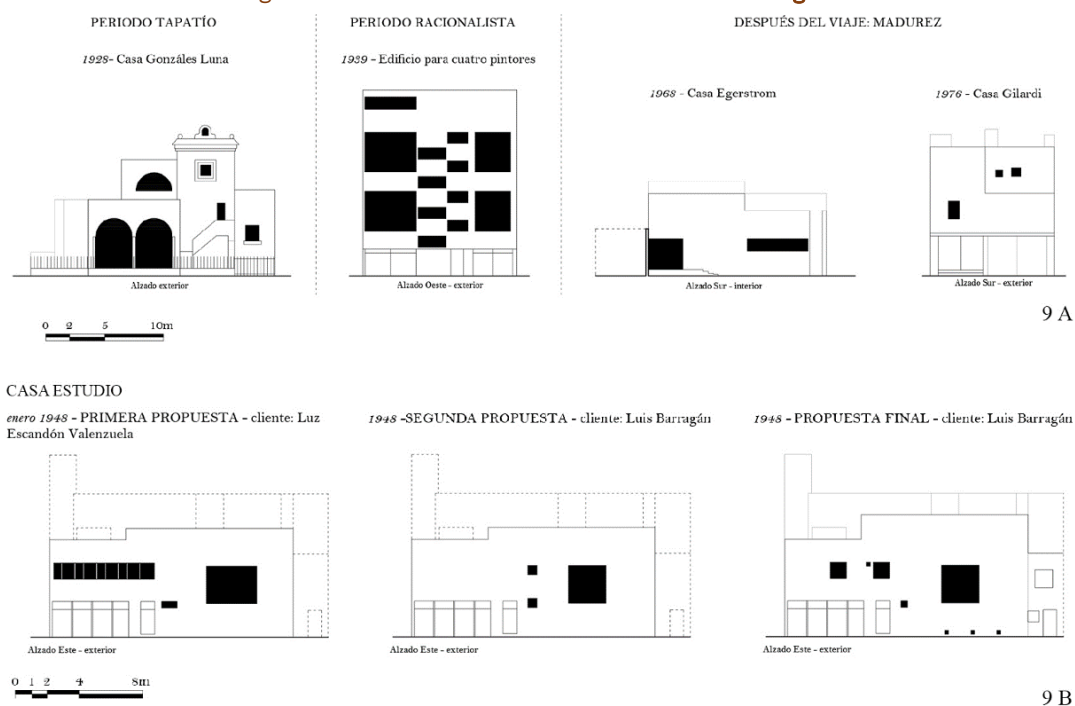 PERIODO TAPATÍO
PERIODO RACIONALISTA
DESPUÉS DEL VIAJE: MADUREZ
1928- Casa Gonzáles Luna
1939 - Edificio para cuatro pintores
1968 - Casa Egerstrom
1976 - Casa Gilardi
Alzado exterior
Alzado Oeste - exterior
Alzado Sur - interior
Alzado Sur - exterior
9 A
0 2 5 10m
CASA ESTUDIO
enero 1948 - PRIMERA PROPUESTA - cliente: Luz
Escandón Valenzuela
1948 -SEGUNDA PROPUESTA - cliente: Luis Barragán
1948 - PROPUESTA FINAL - cliente: Luis Barragán
Alzado Este - exterior
Alzado Este - exterior
Alzado Este - exterior
0 1 2 4 8m
9 B